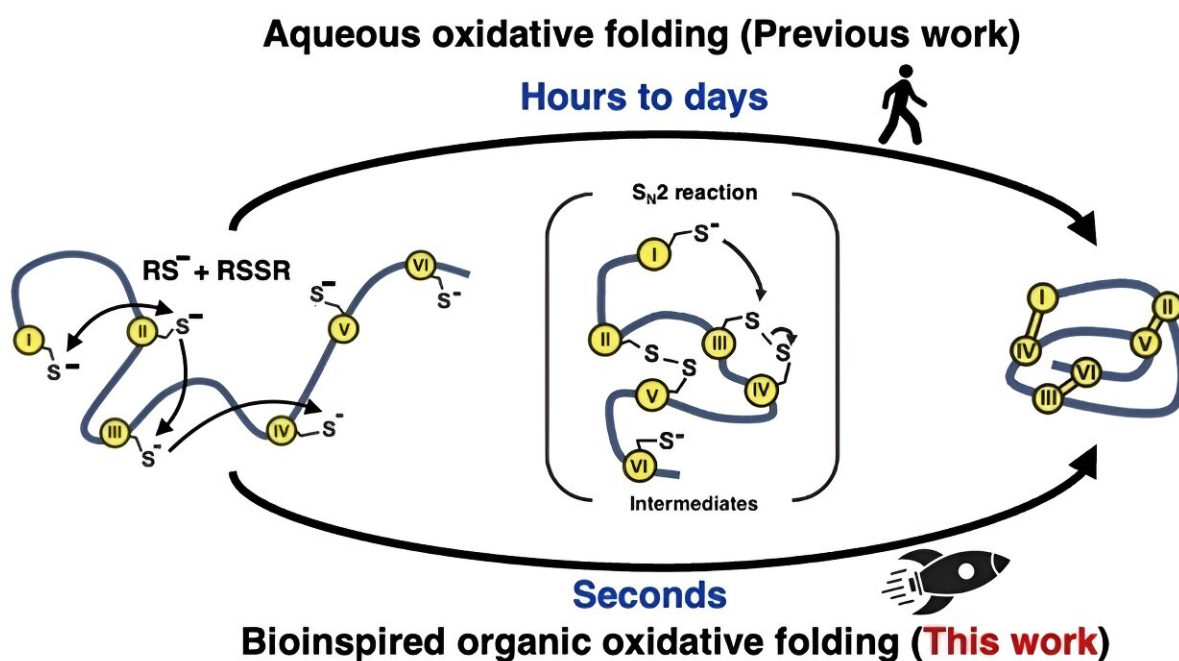 Aqueous oxidative folding (Previous work)
Hours to days
S_N2 reaction
I
S⁻
RS⁻ + RSSR
VI
S⁻
S⁻
V
I
S⁻
II
S⁻
III
S⁻
IV
S⁻
II
S
S
III
S
S
IV
V
S⁻
VI
Intermediates
I
II
IV
V
VI
III
Seconds
Bioinspired organic oxidative folding (This work)